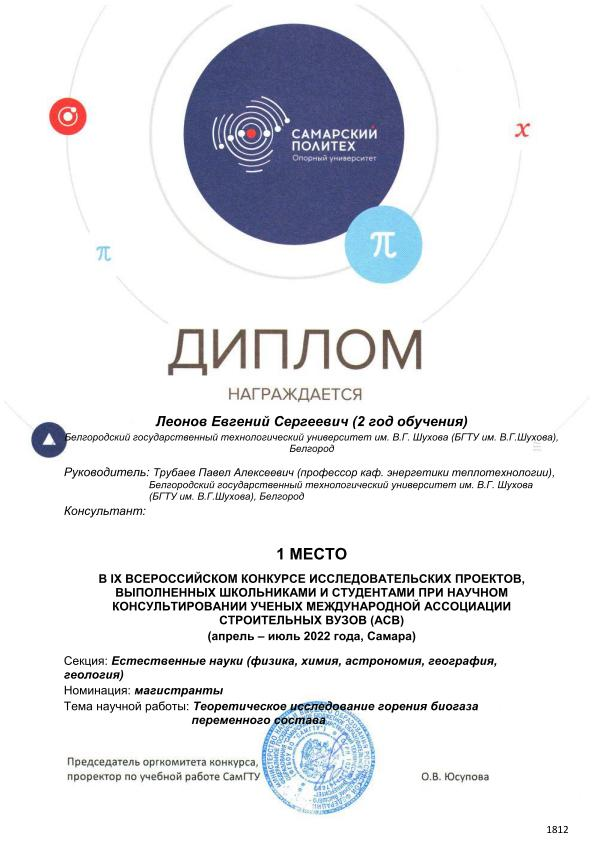 САМАРСКИЙ
ПОЛИТЕХ
Опорный университет
x
π
π
ДИПЛОМ
НАГРАЖДАЕТСЯ
Леонов Евгений Сергеевич (2 год обучения)
Белгородский государственный технологический университет им. В.Г. Шухова (БГТУ им. В.Г.Шухова),
Белгород
Руководитель: Трубаев Павел Алексеевич (профессор каф. энергетики теплотехнологии),
Белгородский государственный технологический университет им. В.Г. Шухова
(БГТУ им. В.Г.Шухова), Белгород
Консультант:
1 МЕСТО
В IX ВСЕРОССИЙСКОМ КОНКУРСЕ ИССЛЕДОВАТЕЛЬСКИХ ПРОЕКТОВ,
ВЫПОЛНЕННЫХ ШКОЛЬНИКАМИ И СТУДЕНТАМИ ПРИ НАУЧНОМ
КОНСУЛЬТИРОВАНИИ УЧЕНЫХ МЕЖДУНАРОДНОЙ АССОЦИАЦИИ
СТРОИТЕЛЬНЫХ ВУЗОВ (АСВ)
(апрель – июль 2022 года, Самара)
Секция: Естественные науки (физика, химия, астрономия, география,
геология)
Номинация: магистранты
Тема научной работы: Теоретическое исследование горения биогаза
переменного состава
Председатель оргкомитета конкурса,
проректор по учебной работе СамГТУ
О.В. Юсупова
1812